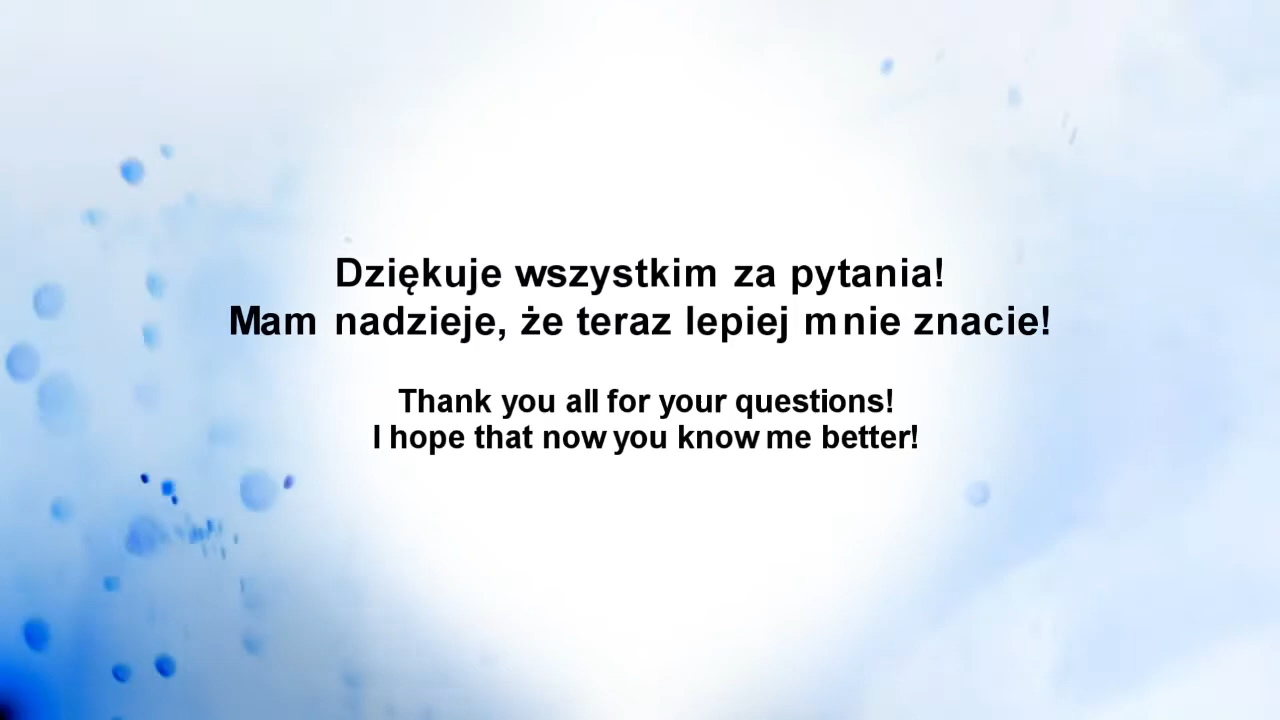 Dziękuje wszystkim za pytania!
Mam nadzieje, że teraz lepiej mnie znacie!
Thank you all for your questions!
I hope that now you know me better!